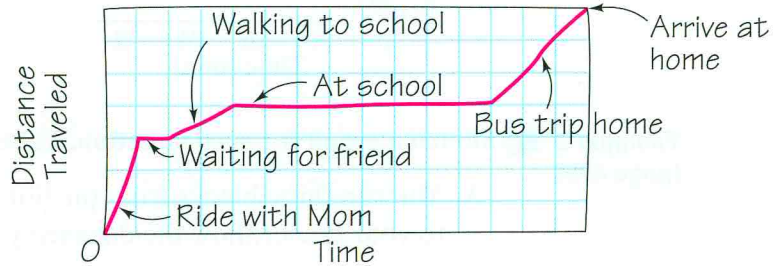 Walking to school
Arrive at
home
At school
Distance
Traveled
Bus trip home
Waiting for friend
Ride with Mom
O
Time